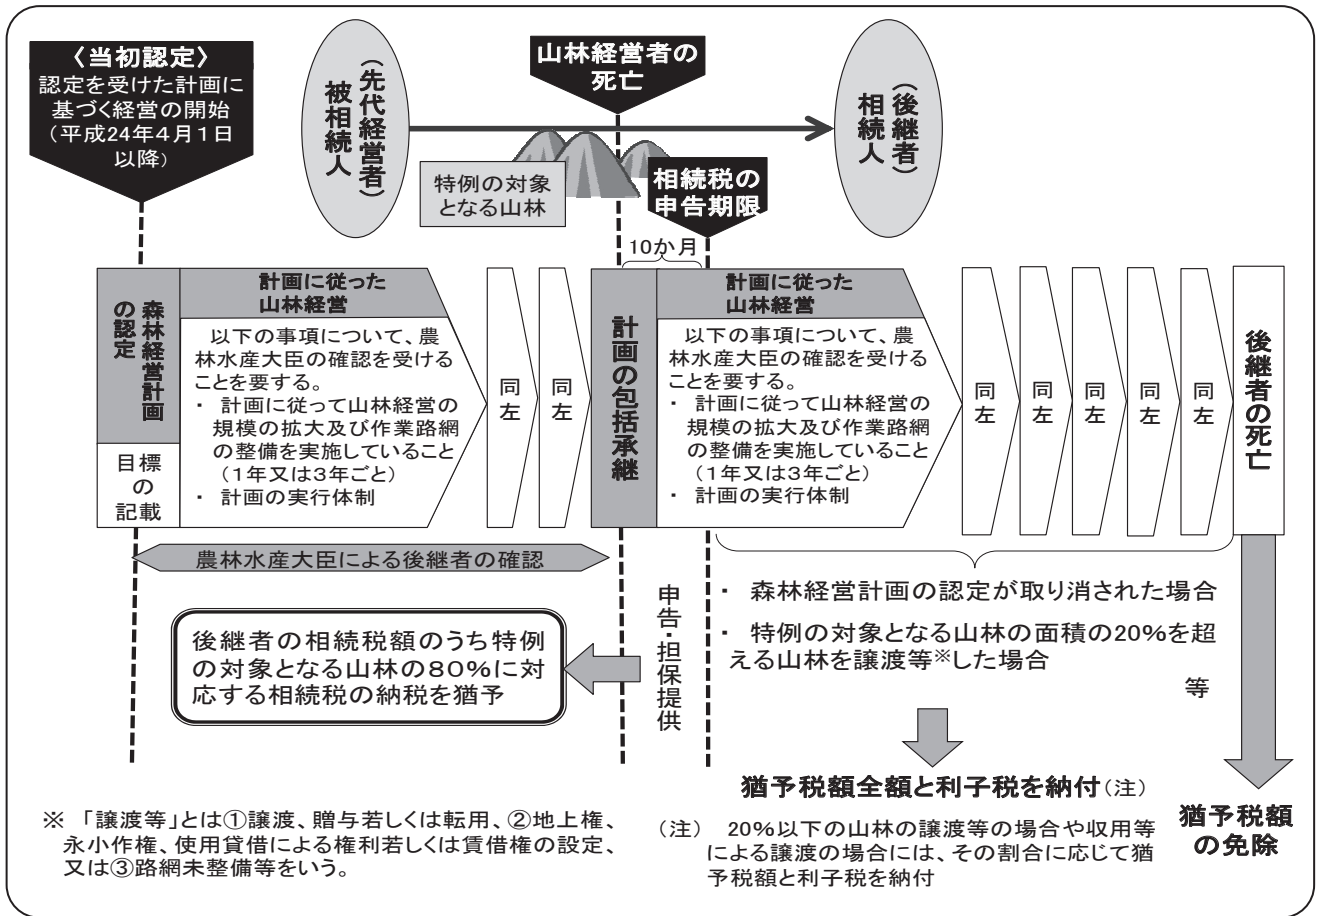 〈当初認定〉
認定を受けた計画に
基づく経営の開始
(平成24年4月1日
以降)
(先代経営者)
被相続人
山林経営者の
死亡
(後継者)
相続人
特例の対象
となる山林
相続税の
申告期限
10か月
森林経営計画
の認定
目標
の
記載
計画に従った
山林経営
以下の事項について、農
林水産大臣の確認を受けるこ
とを要する。
・ 計画に従って山林経営の
規模の拡大及び作業路網
の整備を実施していること
(1年又は3年ごと)
・ 計画の実行体制
同左
同左
計画の包括承継
計画に従った
山林経営
以下の事項について、農
林水産大臣の確認を受ける
ことを要する。
・ 計画に従って山林経営の
規模の拡大及び作業路網
の整備を実施していること
(1年又は3年ごと)
・ 計画の実行体制
同左
同左
同左
同左
同左
後継者の死亡
農林水産大臣による後継者の確認
後継者の相続税額のうち特例
の対象となる山林の80%に対
応する相続税の納税を猶予
申告・担保提供
・ 森林経営計画の認定が取り消された場合
・ 特例の対象となる山林の面積の20%を超
える山林を譲渡等※した場合
等
猶予税額全額と利子税を納付(注)
(注) 20%以下の山林の譲渡等の場合や収用等
による譲渡の場合には、その割合に応じて猶
予税額と利子税を納付
猶予税額
の免除
※ 「譲渡等」とは①譲渡、贈与若しくは転用、②地上権、
永小作権、使用貸借による権利若しくは賃借権の設定、
又は③路網未整備等をいう。